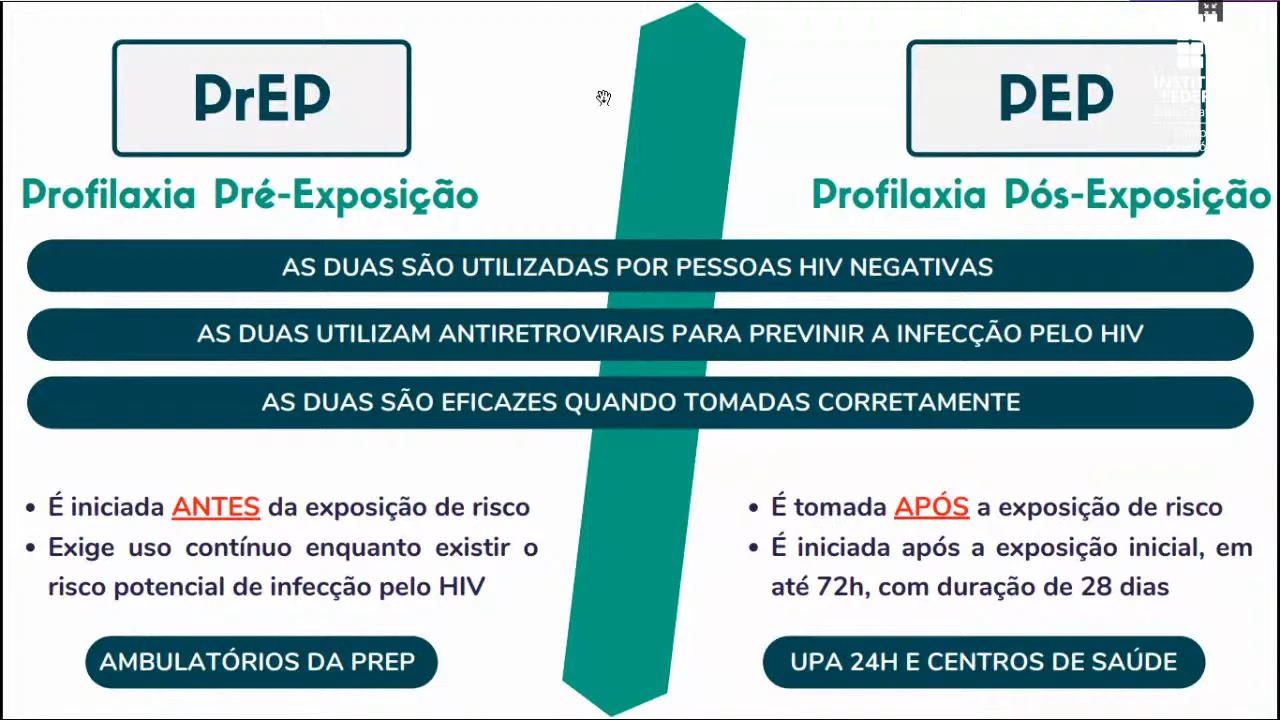 PrEP
Profilaxia Pré-Exposição
PEP
Profilaxia Pós-Exposição
AS DUAS SÃO UTILIZADAS POR PESSOAS HIV NEGATIVAS
AS DUAS UTILIZAM ANTIRETROVIRAIS PARA PREVINIR A INFECÇÃO PELO HIV
AS DUAS SÃO EFICAZES QUANDO TOMADAS CORRETAMENTE
• É iniciada ANTES da exposição de risco
• Exige uso contínuo enquanto existir o
risco potencial de infecção pelo HIV
AMBULATÓRIOS DA PREP
• É tomada APÓS a exposição de risco
• É iniciada após a exposição inicial, em
até 72h, com duração de 28 dias
UPA 24H E CENTROS DE SAÚDE